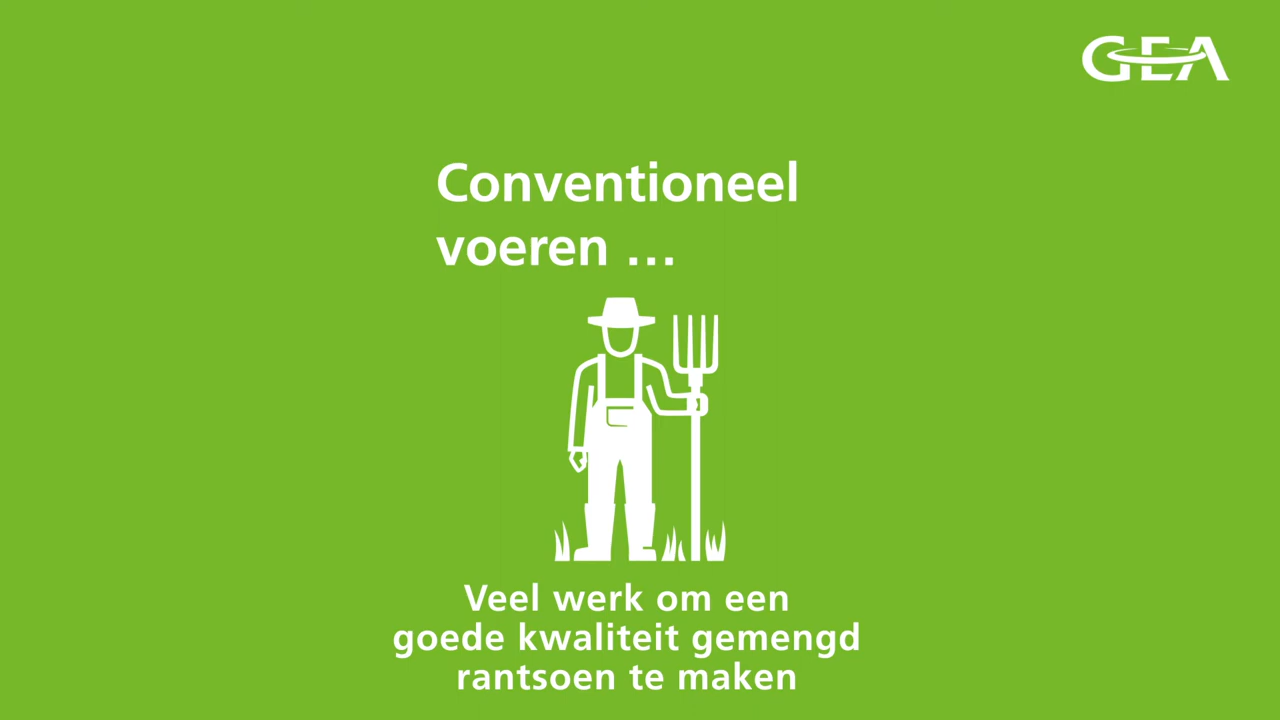 GEA
Conventioneel
voeren ...
Veel werk om een
goede kwaliteit gemengd
rantsoen te maken